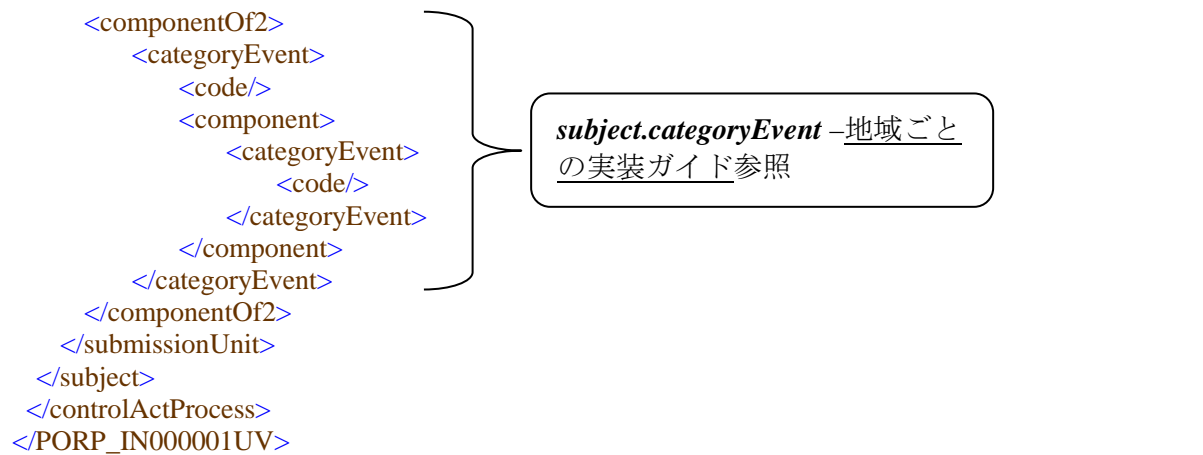 <componentOf2>
<categoryEvent>
<code/>
<component>
<categoryEvent>
<code/>
</categoryEvent>
</component>
</categoryEvent>
</componentOf2>
</submissionUnit>
</subject>
</controlActProcess>
</PORP_IN000001UV>
subject.categoryEvent –地域ごと
の実装ガイド参照